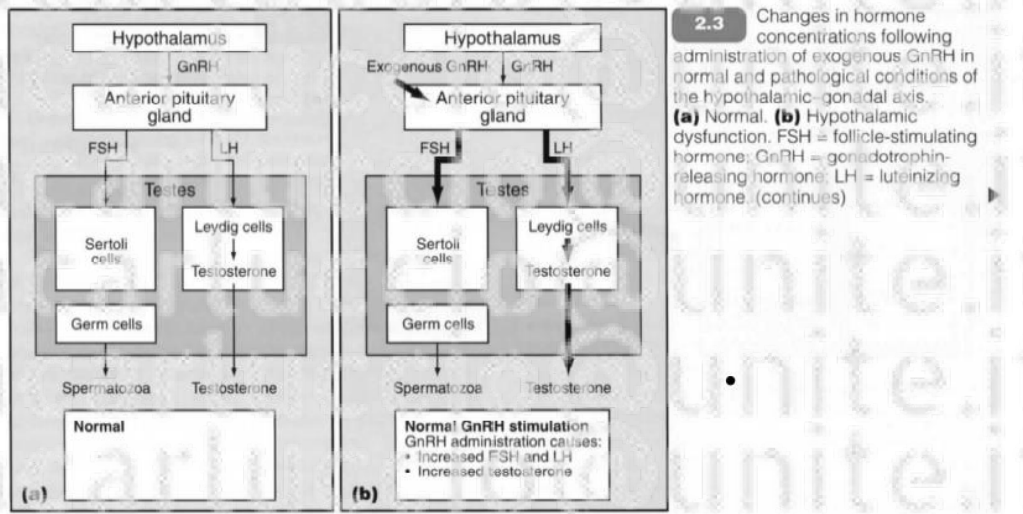 Hypothalamus
GnRH
Anterior pituitary
gland
FSH
LH
Testes
Sertoli
cells
Leydig cells
Testosterone
Germ cells
Spermatozoa
Testosterone
Normal
(a)
Hypothalamus
Exogenous GnRH
GnRH
Anterior pituitary
gland
FSH
LH
Testes
Sertoli
cells
Leydig cells
Testosterone
Germ cells
Spermatozoa
Testosterone
Normal GnRH stimulation
GnRH administration causes:
• Increased FSH and LH
• Increased testosterone
(b)
2.3 Changes in hormone
concentrations following
administration of exogenous GnRH in
normal and pathological conditions of
the hypothalamic–gonadal axis.
(a) Normal. (b) Hypothalamic
dysfunction. FSH = follicle-stimulating
hormone; GnRH = gonadotrophin-
releasing hormone; LH = luteinizing
hormone. (continues)